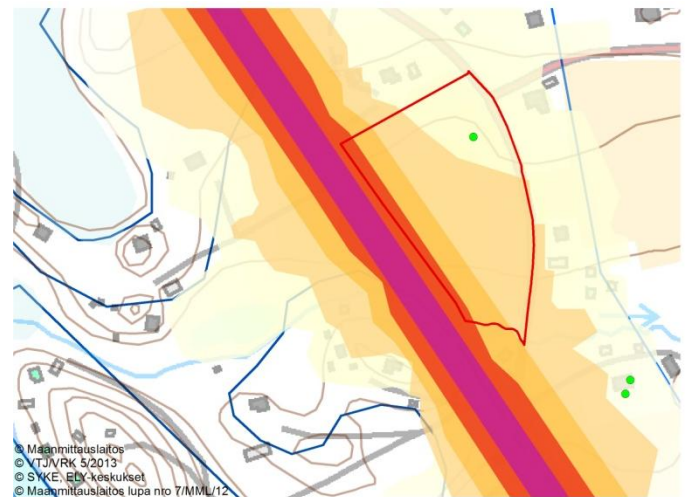 © Maanmittauslaitos
© VTJ/VRK 5/2013
© SYKE, ELY-keskukset
© Maanmittauslaitos lupa nro 7/MML/12